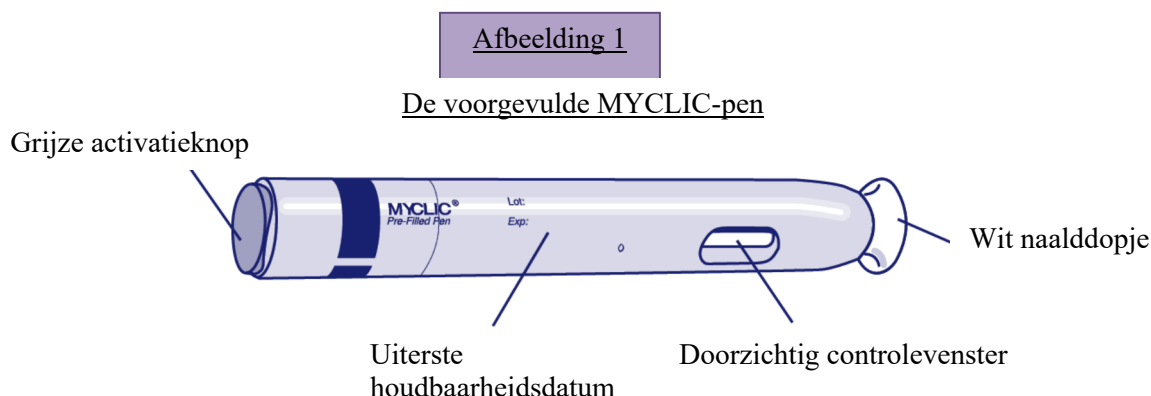 Afbeelding 1
De voorgevulde MYCLIC-pen
Grijze activatieknop
MYCLIC®
Pre-Filled Pen
Lot:
Exp:
Wit naalddopje
Uiterste
houdbaarheidsdatum
Doorzichtig controlevenster